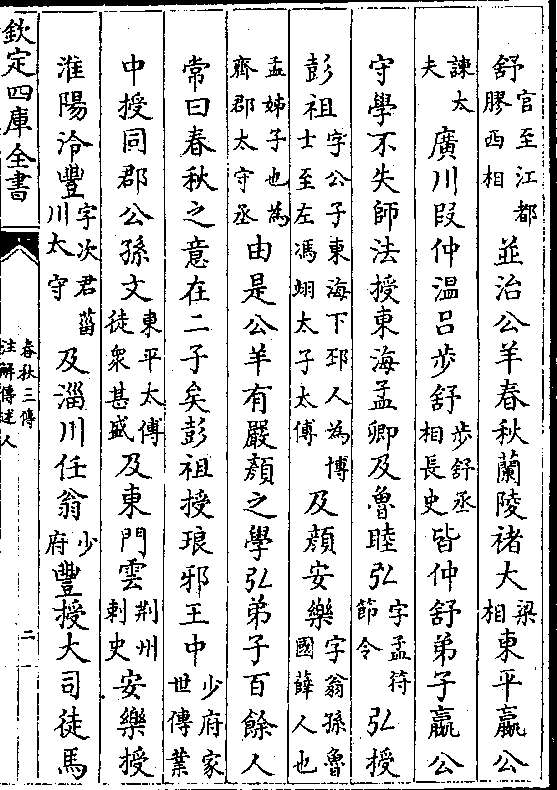 舒官至江都膠西相並治公羊春秋蘭陵褚大梁相東平嬴公
諫太夫廣川叚仲温吕步舒步舒丞相長史皆仲舒弟子嬴公
守學不失師法授東海孟卿及魯眭弘字孟符節令弘授
彭祖字公子東海下邳人為博士至左馮翊太子太傅及顔安樂字翁孫魯國薛人也
孟姊子也為齊郡太守丞由是公羊有嚴顔之學弘弟子百餘人
常曰春秋之意在二子矣彭祖授琅邪王中少府家世傳業
中授同郡公孫文東平太傅徒衆甚盛及東門雲荆州刺史安樂授
淮陽泠豐字次君菑川太守及淄川任翁少府豐授大司徒馬
欽定四庫全書
春秋三傳
註解傳述人
二